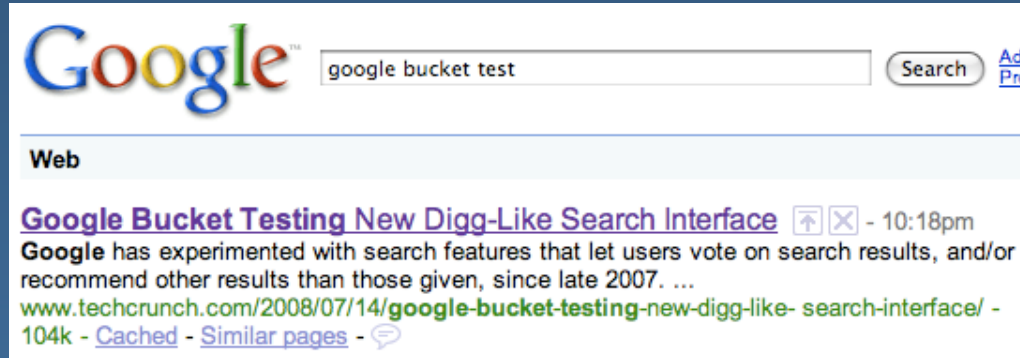 Google™
google bucket test
Search
Web
Google Bucket Testing New Digg-Like Search Interface - 10:18pm
Google has experimented with search features that let users vote on search results, and/or
recommend other results than those given, since late 2007. ...
www.techcrunch.com/2008/07/14/google-bucket-testing-new-digg-like- search-interface/ -
104k - Cached - Similar pages -